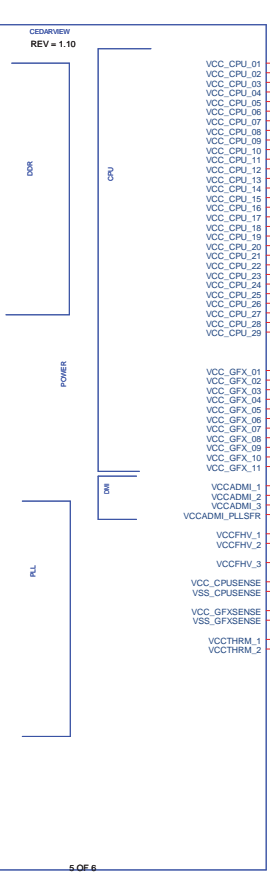 CEDARVIEW
REV = 1.10
DDR
CPU
POWER
DMI
PLL
VCC_CPU_01
VCC_CPU_02
VCC_CPU_03
VCC_CPU_04
VCC_CPU_05
VCC_CPU_06
VCC_CPU_07
VCC_CPU_08
VCC_CPU_09
VCC_CPU_10
VCC_CPU_11
VCC_CPU_12
VCC_CPU_13
VCC_CPU_14
VCC_CPU_15
VCC_CPU_16
VCC_CPU_17
VCC_CPU_18
VCC_CPU_19
VCC_CPU_20
VCC_CPU_21
VCC_CPU_22
VCC_CPU_23
VCC_CPU_24
VCC_CPU_25
VCC_CPU_26
VCC_CPU_27
VCC_CPU_28
VCC_CPU_29
VCC_GFX_01
VCC_GFX_02
VCC_GFX_03
VCC_GFX_04
VCC_GFX_05
VCC_GFX_06
VCC_GFX_07
VCC_GFX_08
VCC_GFX_09
VCC_GFX_10
VCC_GFX_11
VCCADMI_1
VCCADMI_2
VCCADMI_3
VCCADMI_PLLSFR
VCCFHV_1
VCCFHV_2
VCCFHV_3
VCC_CPUSENSE
VSS_CPUSENSE
VCC_GFXSENSE
VSS_GFXSENSE
VCCTHRM_1
VCCTHRM_2
5 OF 6